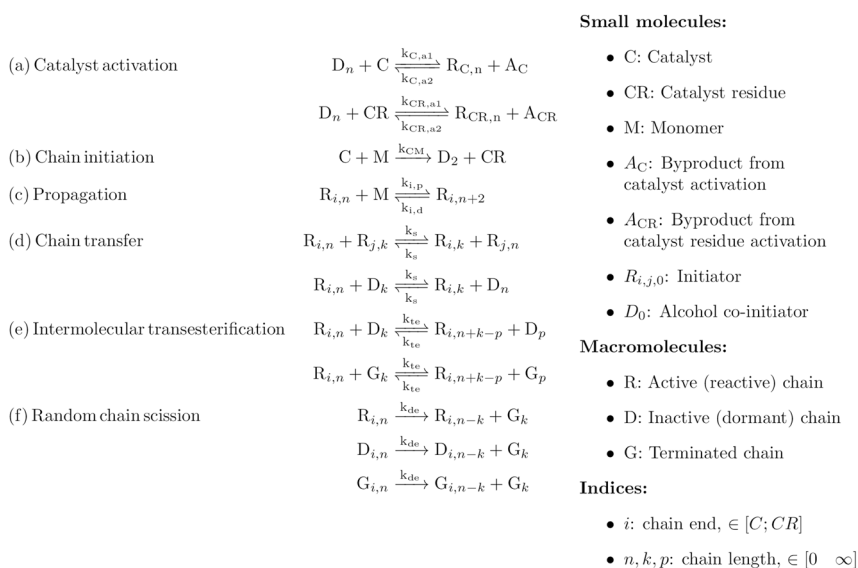 (a) Catalyst activation Dₙ + C ⇌ R_C,n + A_C k_C,a1 k_C,a2
Dₙ + CR ⇌ R_CR,n + A_CR k_CR,a1 k_CR,a2
(b) Chain initiation C + M → D₂ + CR k_CM
(c) Propagation R_i,n + M ⇌ R_i,n+2 k_i,p k_i,d
(d) Chain transfer R_i,n + R_j,k ⇌ R_i,k + R_j,n k_s k_s
R_i,n + D_k ⇌ R_i,k + D_n k_s k_s
(e) Intermolecular transesterification R_i,n + D_k ⇌ R_i,n+k−p + D_p k_te k_te
R_i,n + G_k ⇌ R_i,n+k−p + G_p k_te k_te
(f) Random chain scission R_i,n → R_i,n−k + G_k k_de
D_i,n → D_i,n−k + G_k k_de
G_i,n → G_i,n−k + G_k k_de
Small molecules:
• C: Catalyst
• CR: Catalyst residue
• M: Monomer
• A_C: Byproduct from
catalyst activation
• A_CR: Byproduct from
catalyst residue activation
• R_i,j,0: Initiator
• D₀: Alcohol co-initiator
Macromolecules:
• R: Active (reactive) chain
• D: Inactive (dormant) chain
• G: Terminated chain
Indices:
• i: chain end, ∈ [C; CR]
• n, k, p: chain length, ∈ [0 ∞]